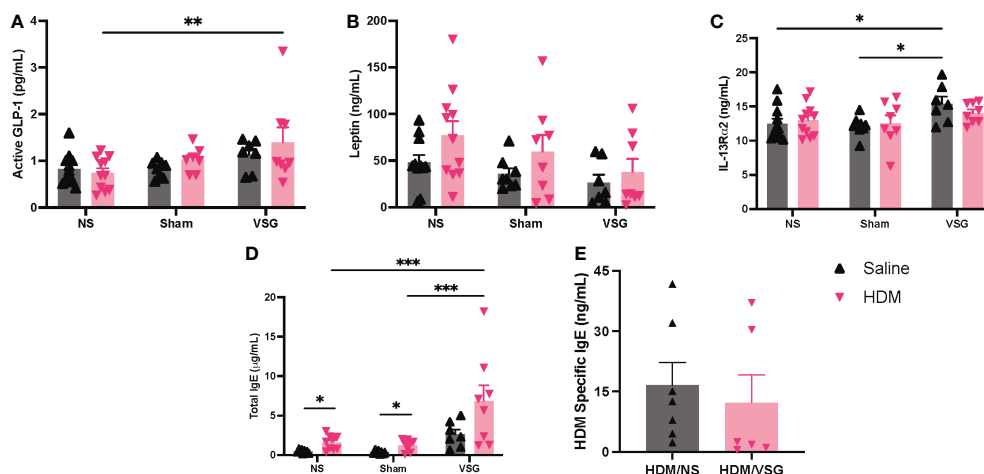 A
**
Active GLP-1 (pg/mL)
4
3
2
1
0
NS Sham VSG
B
Leptin (ng/mL)
200
150
100
50
0
NS Sham VSG
C
*
*
IL-13Rα2 (ng/mL)
25
20
15
10
5
0
NS Sham VSG
D
***
***
*
*
Total IgE (μg/mL)
20
15
10
5
0
NS Sham VSG
E
HDM Specific IgE (ng/mL)
45
30
15
0
HDM/NS HDM/VSG
Saline
HDM